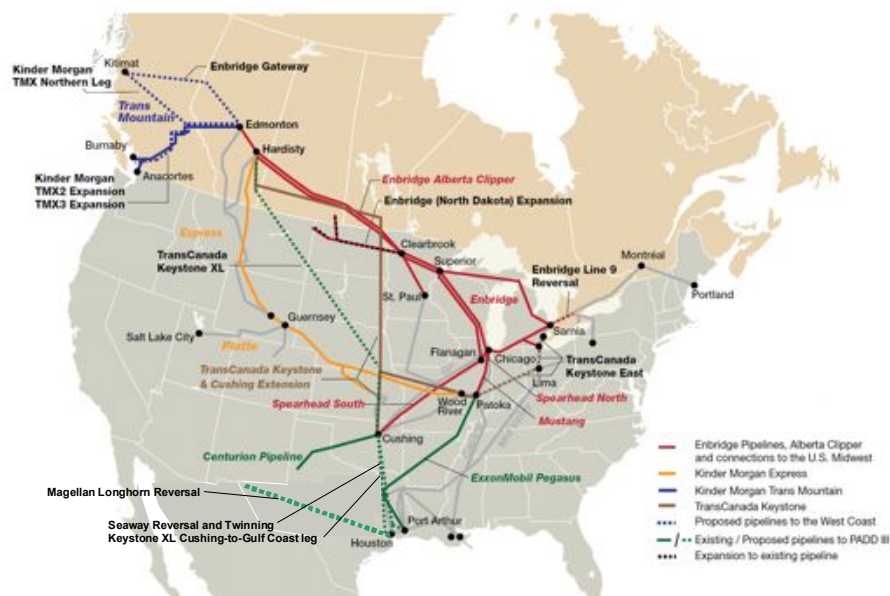 Kitimat
Kinder Morgan
TMX Northern Leg
Enbridge Gateway
Trans
Mountain
Edmonton
Burnaby
Hardisty
Anacortes
Kinder Morgan
TMX2 Expansion
TMX3 Expansion
Enbridge Alberta Clipper
Enbridge (North Dakota) Expansion
Express
TransCanada
Keystone XL
Clearbrook
Superior
Montréal
Enbridge Line 9
Reversal
St. Paul
Enbridge
Portland
Guernsey
Sarnia
Salt Lake City
Platte
Flanagan
Chicago
TransCanada
Keystone East
TransCanada Keystone
& Cushing Extension
Lima
Spearhead South
Wood
River
Patoka
Spearhead North
Mustang
Cushing
Centurion Pipeline
ExxonMobil Pegasus
Magellan Longhorn Reversal
Seaway Reversal and Twinning
Keystone XL Cushing-to-Gulf Coast leg
Port Arthur
Houston
Enbridge Pipelines, Alberta Clipper
and connections to the U.S. Midwest
Kinder Morgan Express
Kinder Morgan Trans Mountain
TransCanada Keystone
Proposed pipelines to the West Coast
Existing / Proposed pipelines to PADD III
Expansion to existing pipeline